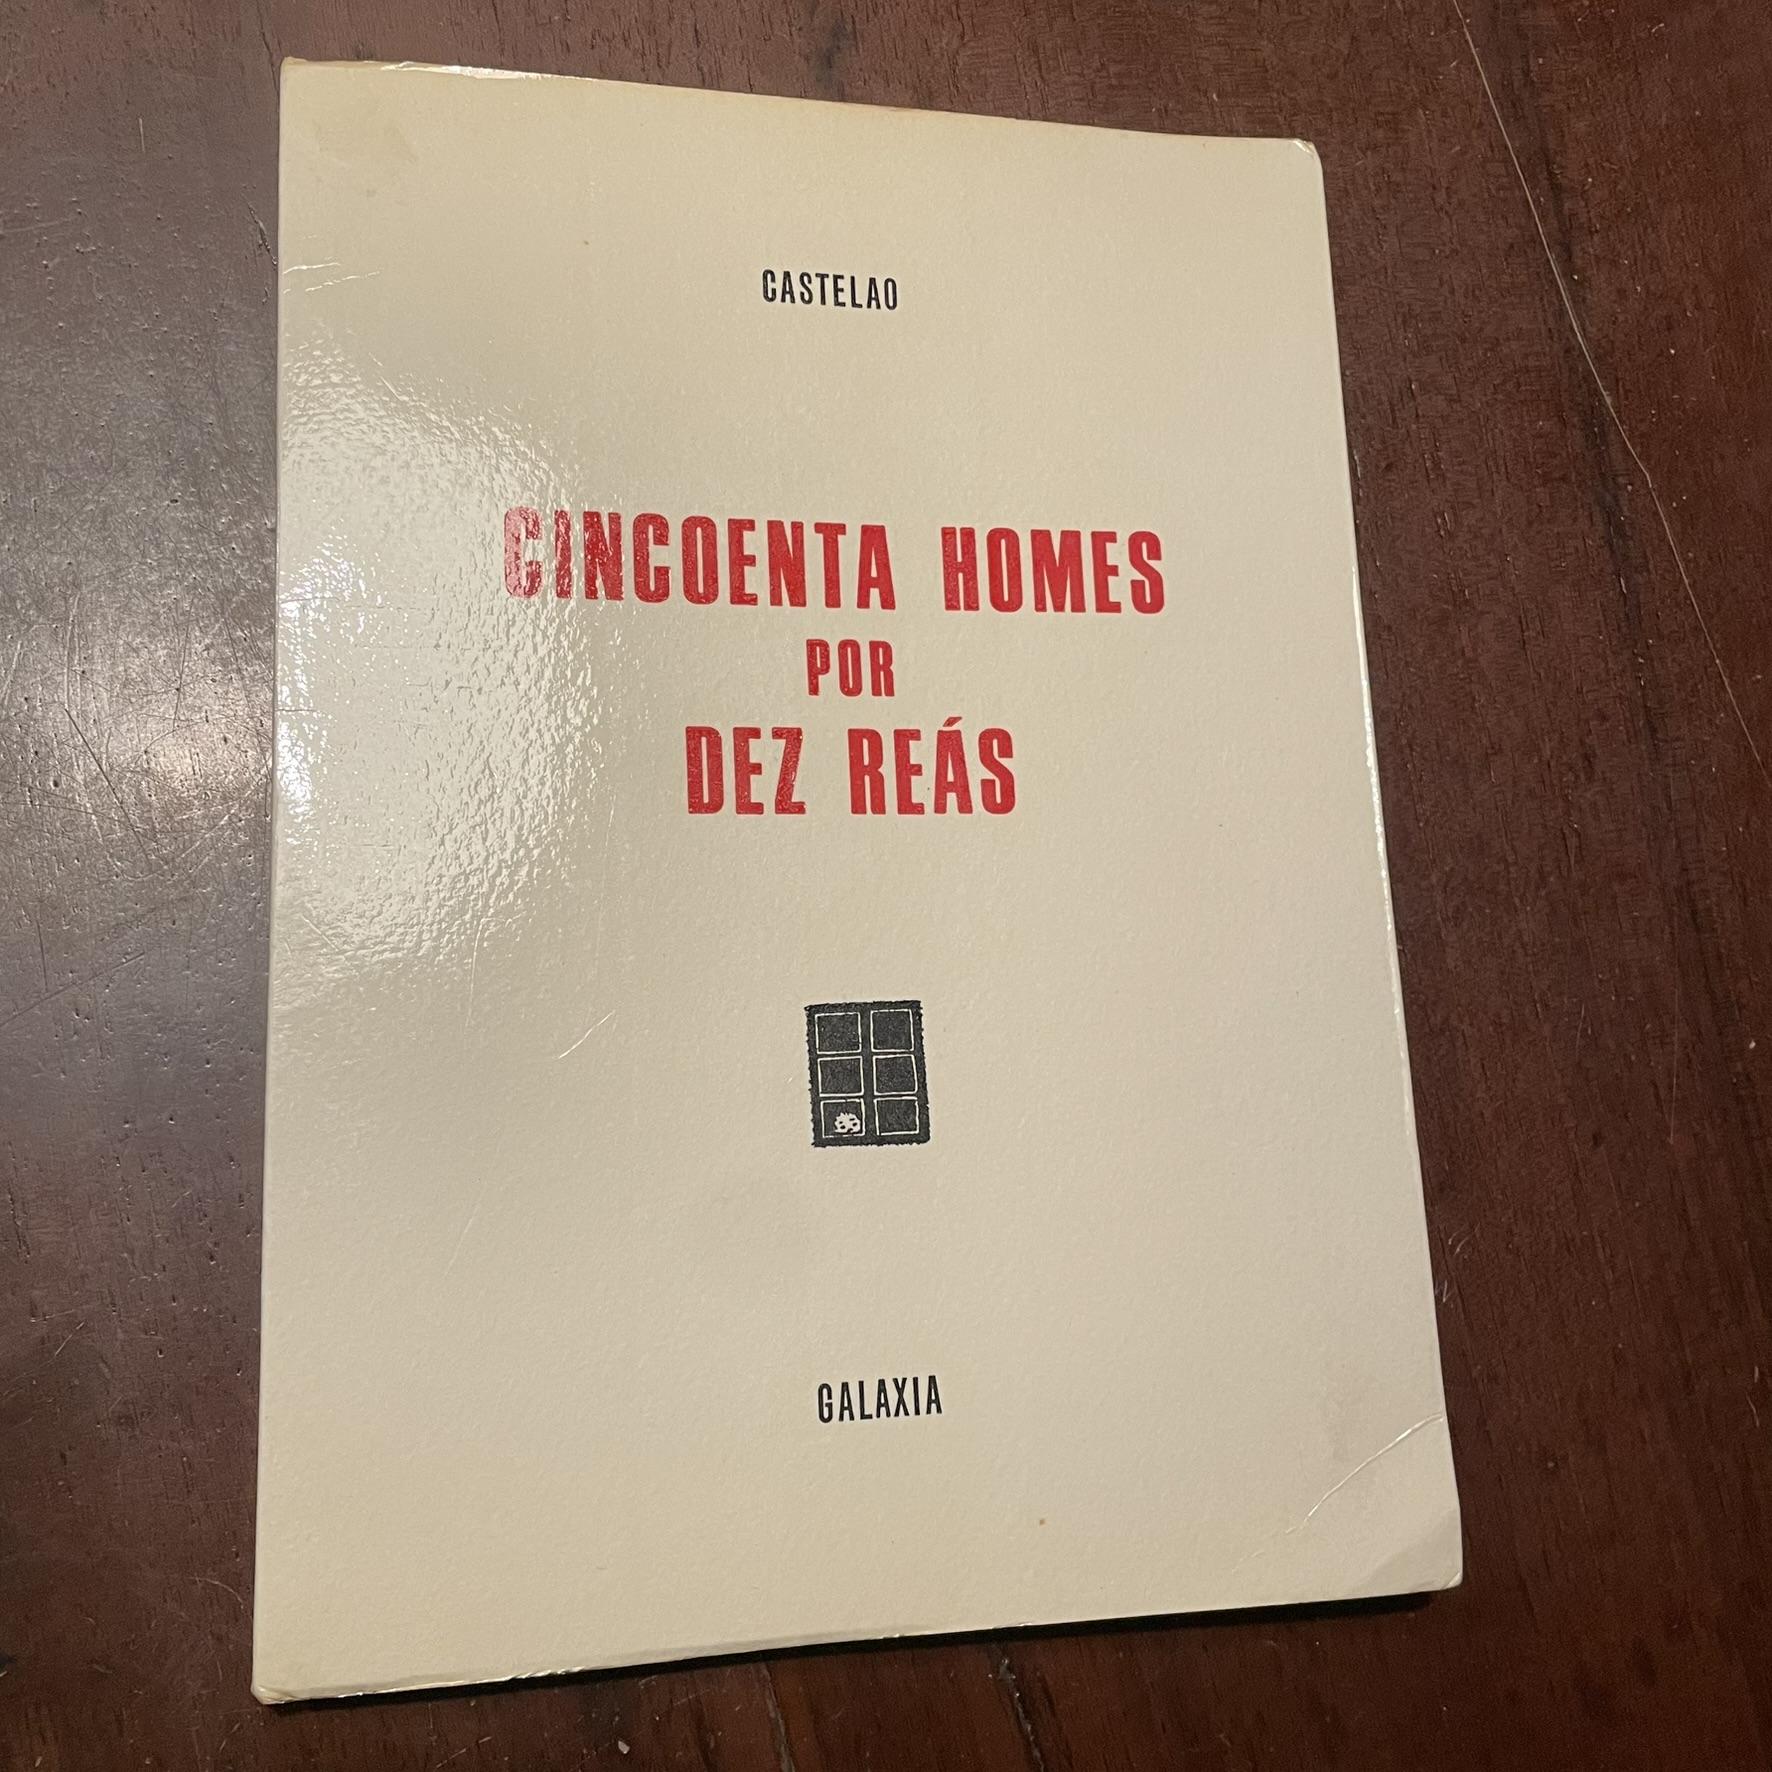 CASTELAO
CINCOENTA HOMES
POR
DEZ REÁS
GALAXIA